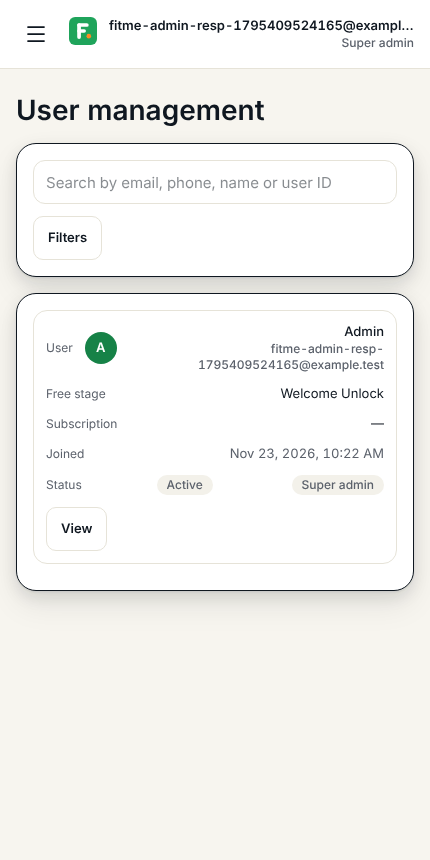 F.
fitme-admin-resp-1795409524165@exampl...
Super admin
User management
Search by email, phone, name or user ID
Filters
User
A
Admin
fitme-admin-resp-
1795409524165@example.test
Free stage
Welcome Unlock
Subscription
—
Joined
Nov 23, 2026, 10:22 AM
Status
Active
Super admin
View